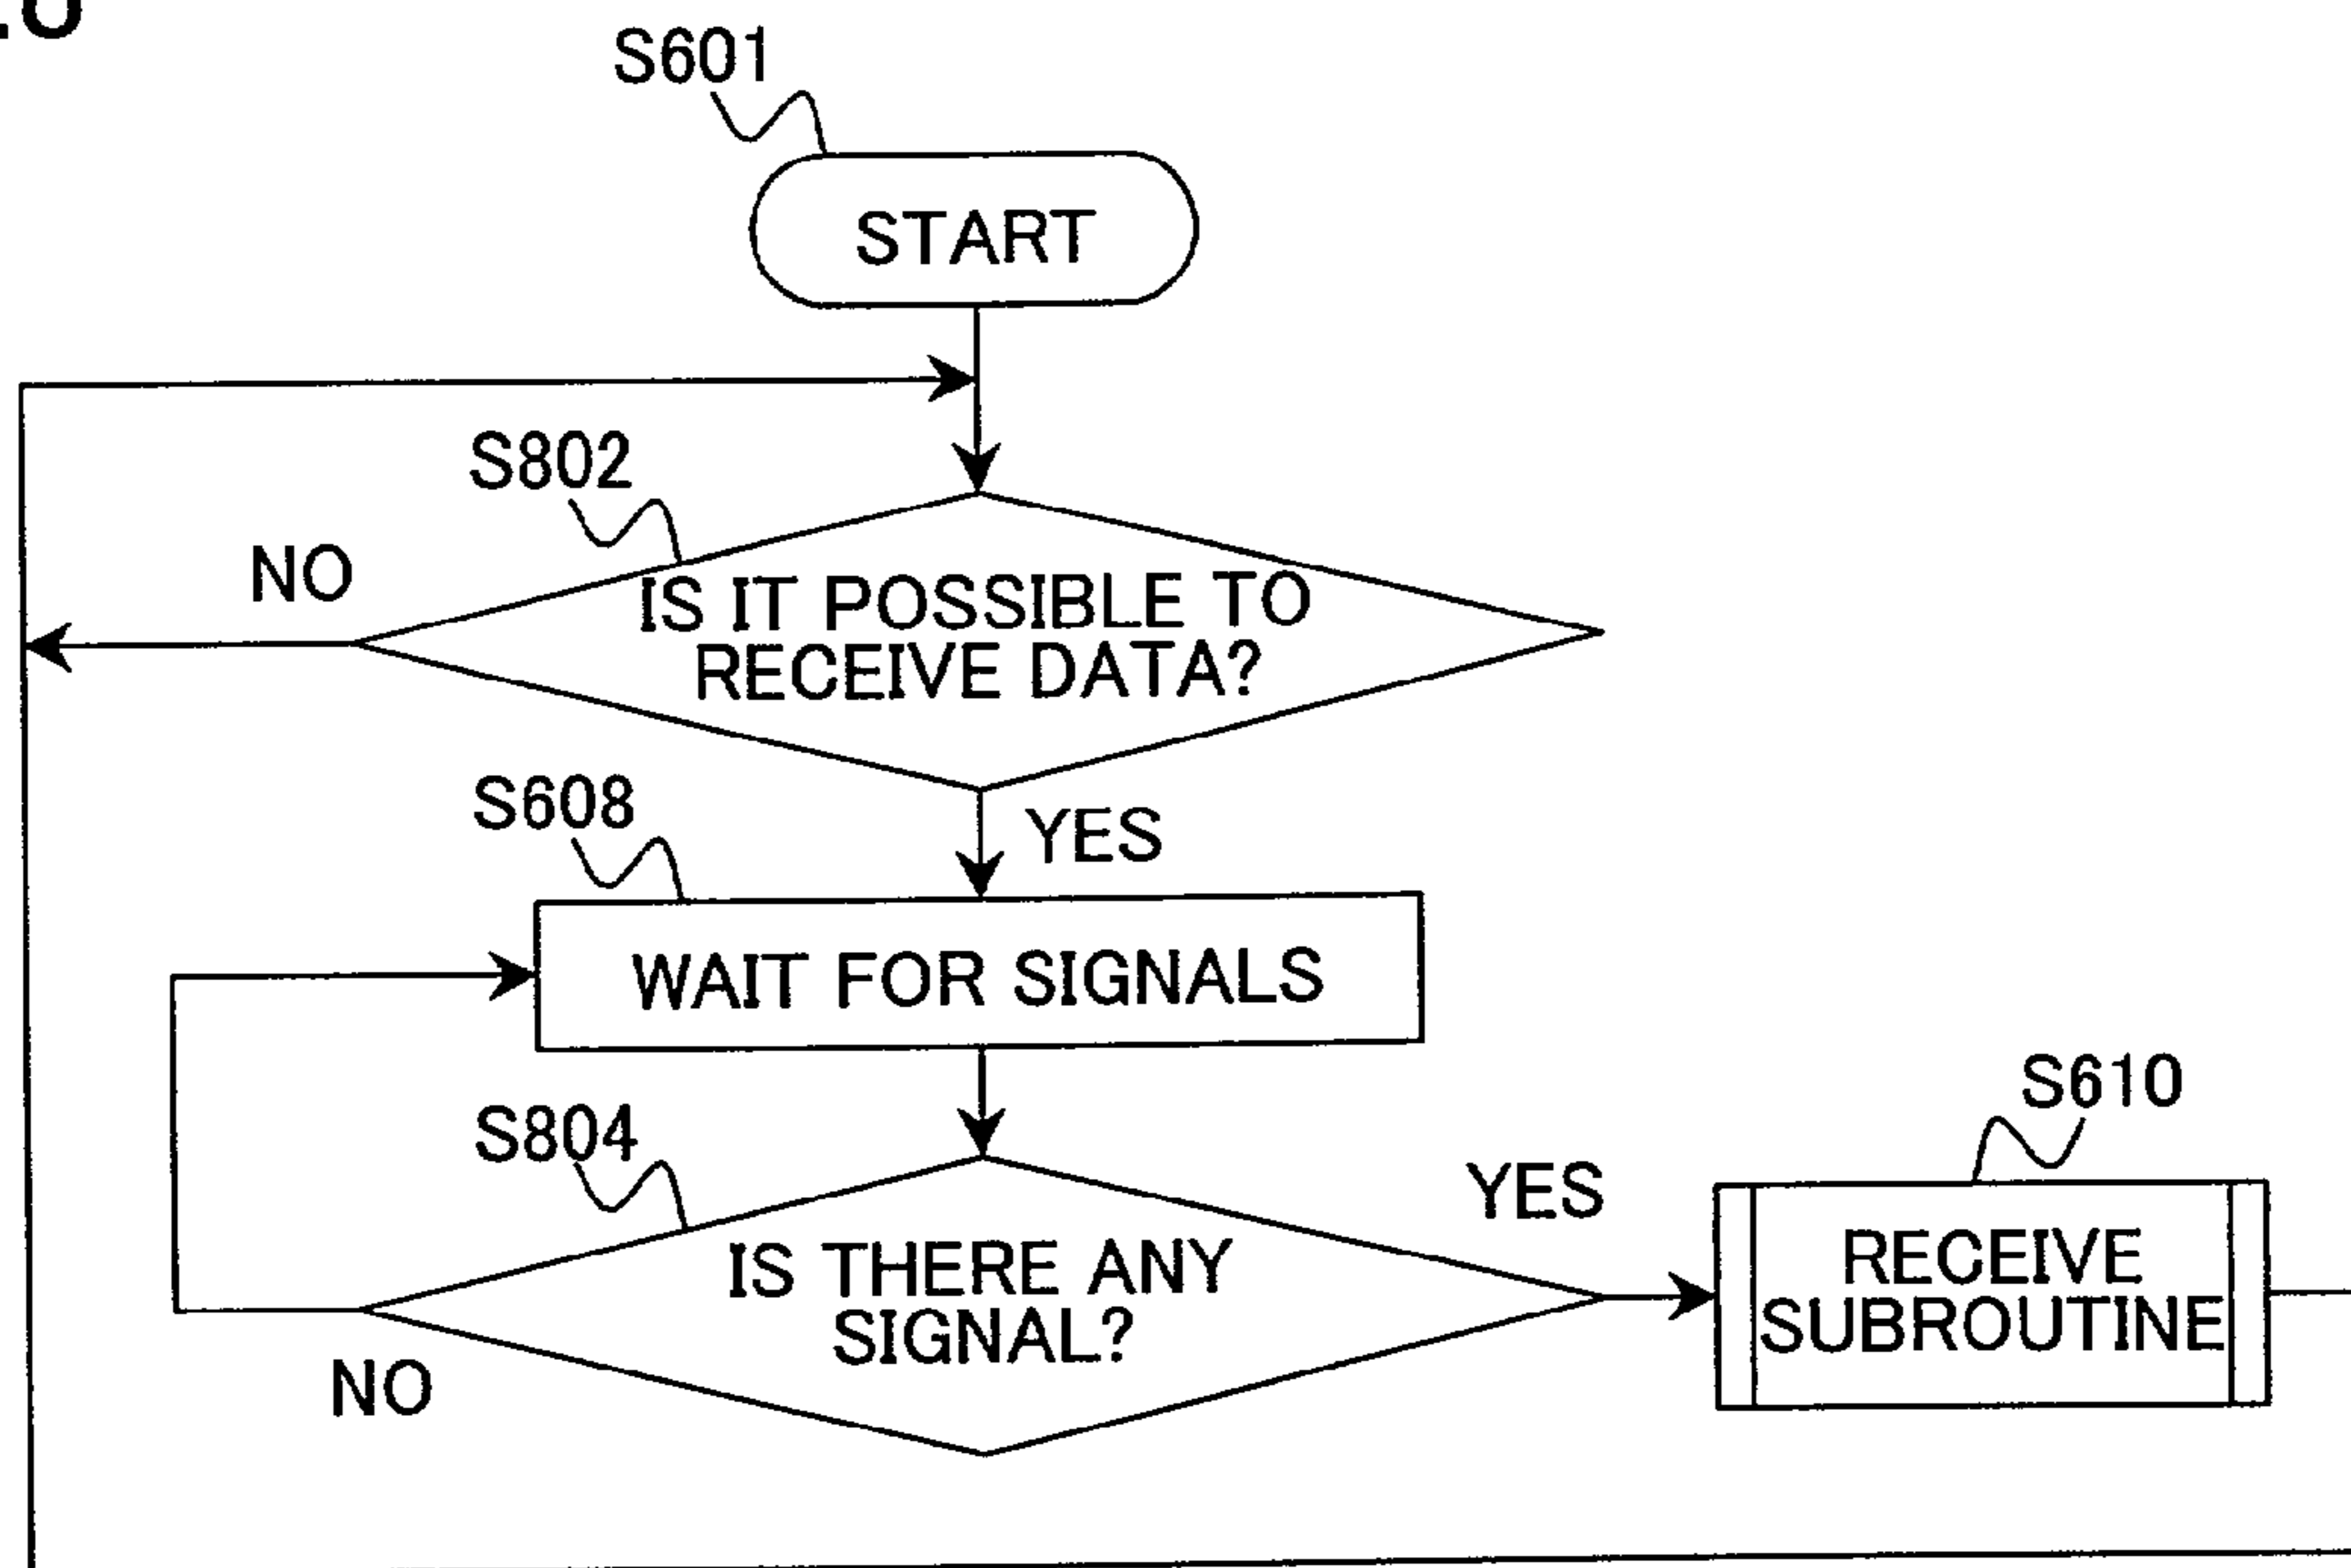 S601
START
S802
NO
IS IT POSSIBLE TO
RECEIVE DATA?
S608
YES
WAIT FOR SIGNALS
S610
S804
YES
IS THERE ANY
SIGNAL?
RECEIVE
SUBROUTINE
NO